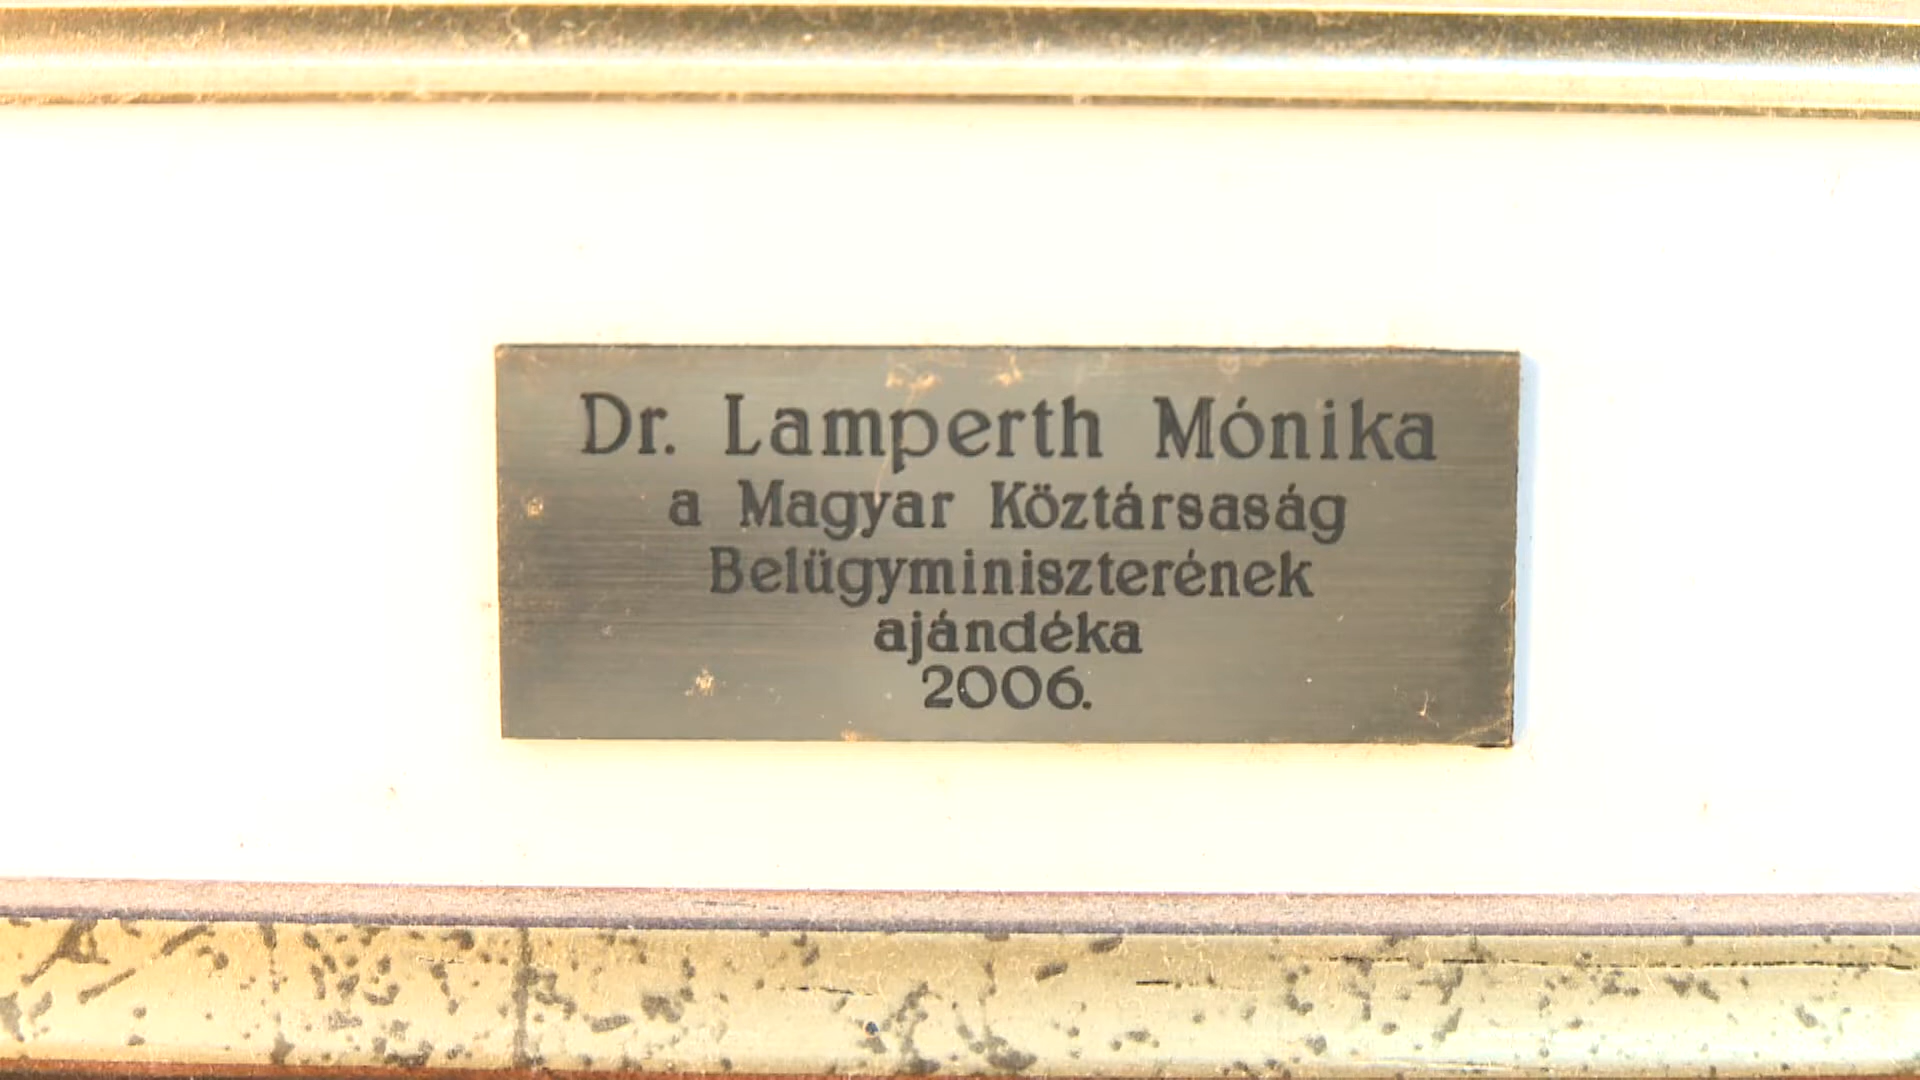 Dr. Lamperth Mónika
a Magyar Köztársaság
Belügyminiszterének
ajándéka
2006.